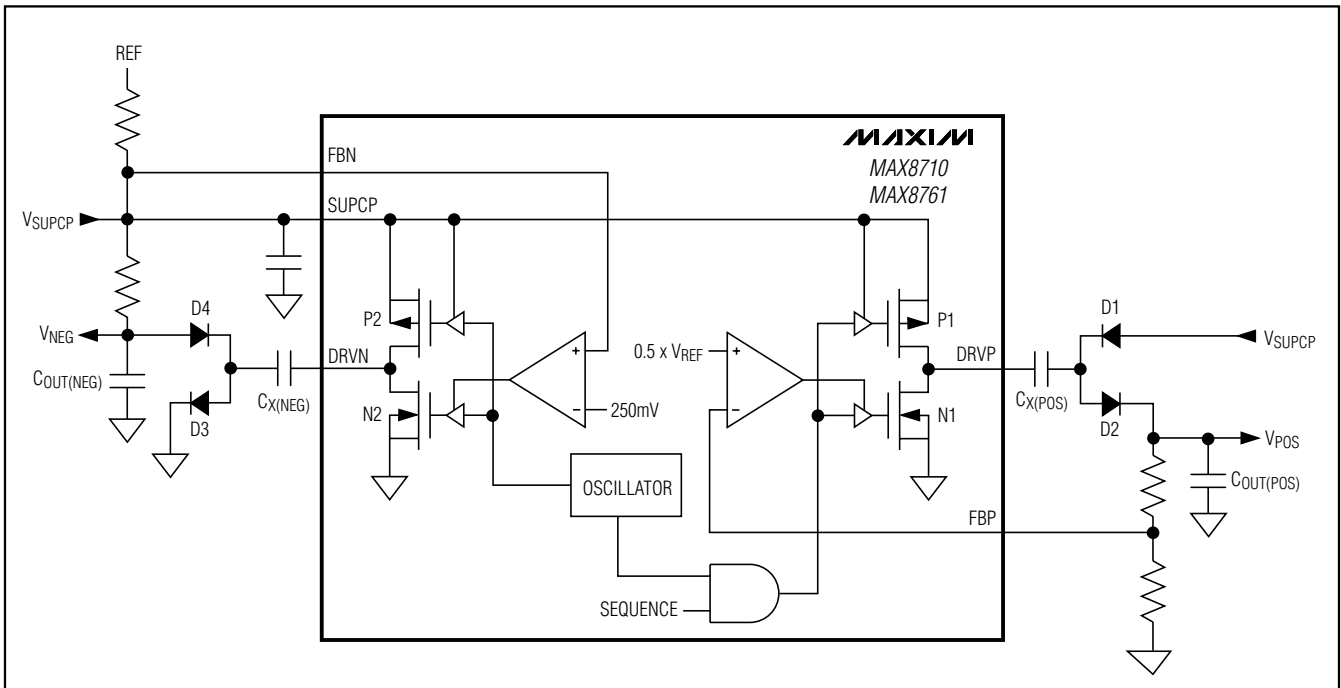 REF
MAXIM
MAX8710
MAX8761
FBN
SUPCP
VSUPCP
D4
P2
P1
D1
VNEG
DRVN
0.5 x VREF
DRVP
VSUPCP
COUT(NEG)
CX(NEG)
N2
250mV
N1
CX(POS)
D2
D3
VPOS
OSCILLATOR
COUT(POS)
FBP
SEQUENCE